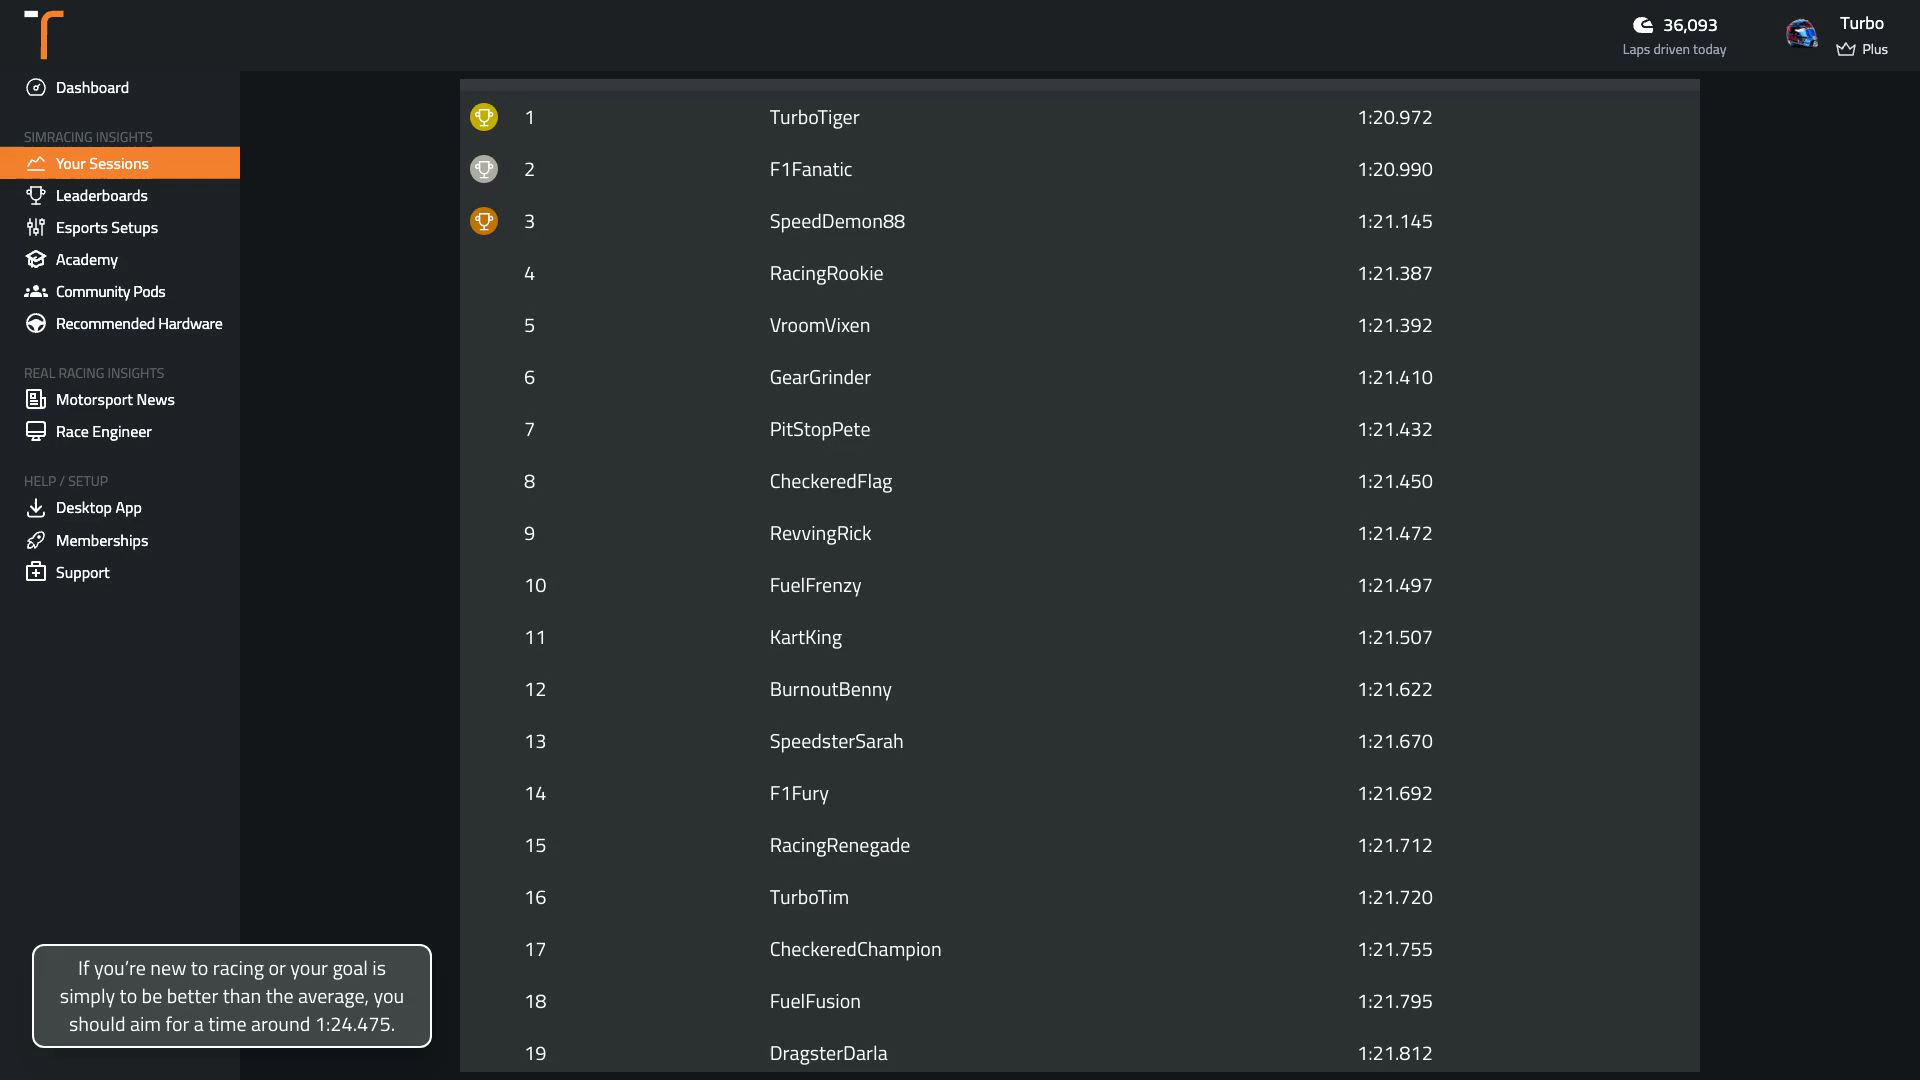 36,093
Laps driven today
Turbo
Plus
Dashboard
SIMRACING INSIGHTS
Your Sessions
Leaderboards
Esports Setups
Academy
Community Pods
Recommended Hardware
REAL RACING INSIGHTS
Motorsport News
Race Engineer
HELP / SETUP
Desktop App
Memberships
Support
1 TurboTiger 1:20.972
2 F1Fanatic 1:20.990
3 SpeedDemon88 1:21.145
4 RacingRookie 1:21.387
5 VroomVixen 1:21.392
6 GearGrinder 1:21.410
7 PitStopPete 1:21.432
8 CheckeredFlag 1:21.450
9 RevvingRick 1:21.472
10 FuelFrenzy 1:21.497
11 KartKing 1:21.507
12 BurnoutBenny 1:21.622
13 SpeedsterSarah 1:21.670
14 F1Fury 1:21.692
15 RacingRenegade 1:21.712
16 TurboTim 1:21.720
17 CheckeredChampion 1:21.755
18 FuelFusion 1:21.795
19 DragsterDarla 1:21.812
If you’re new to racing or your goal is
simply to be better than the average, you
should aim for a time around 1:24.475.